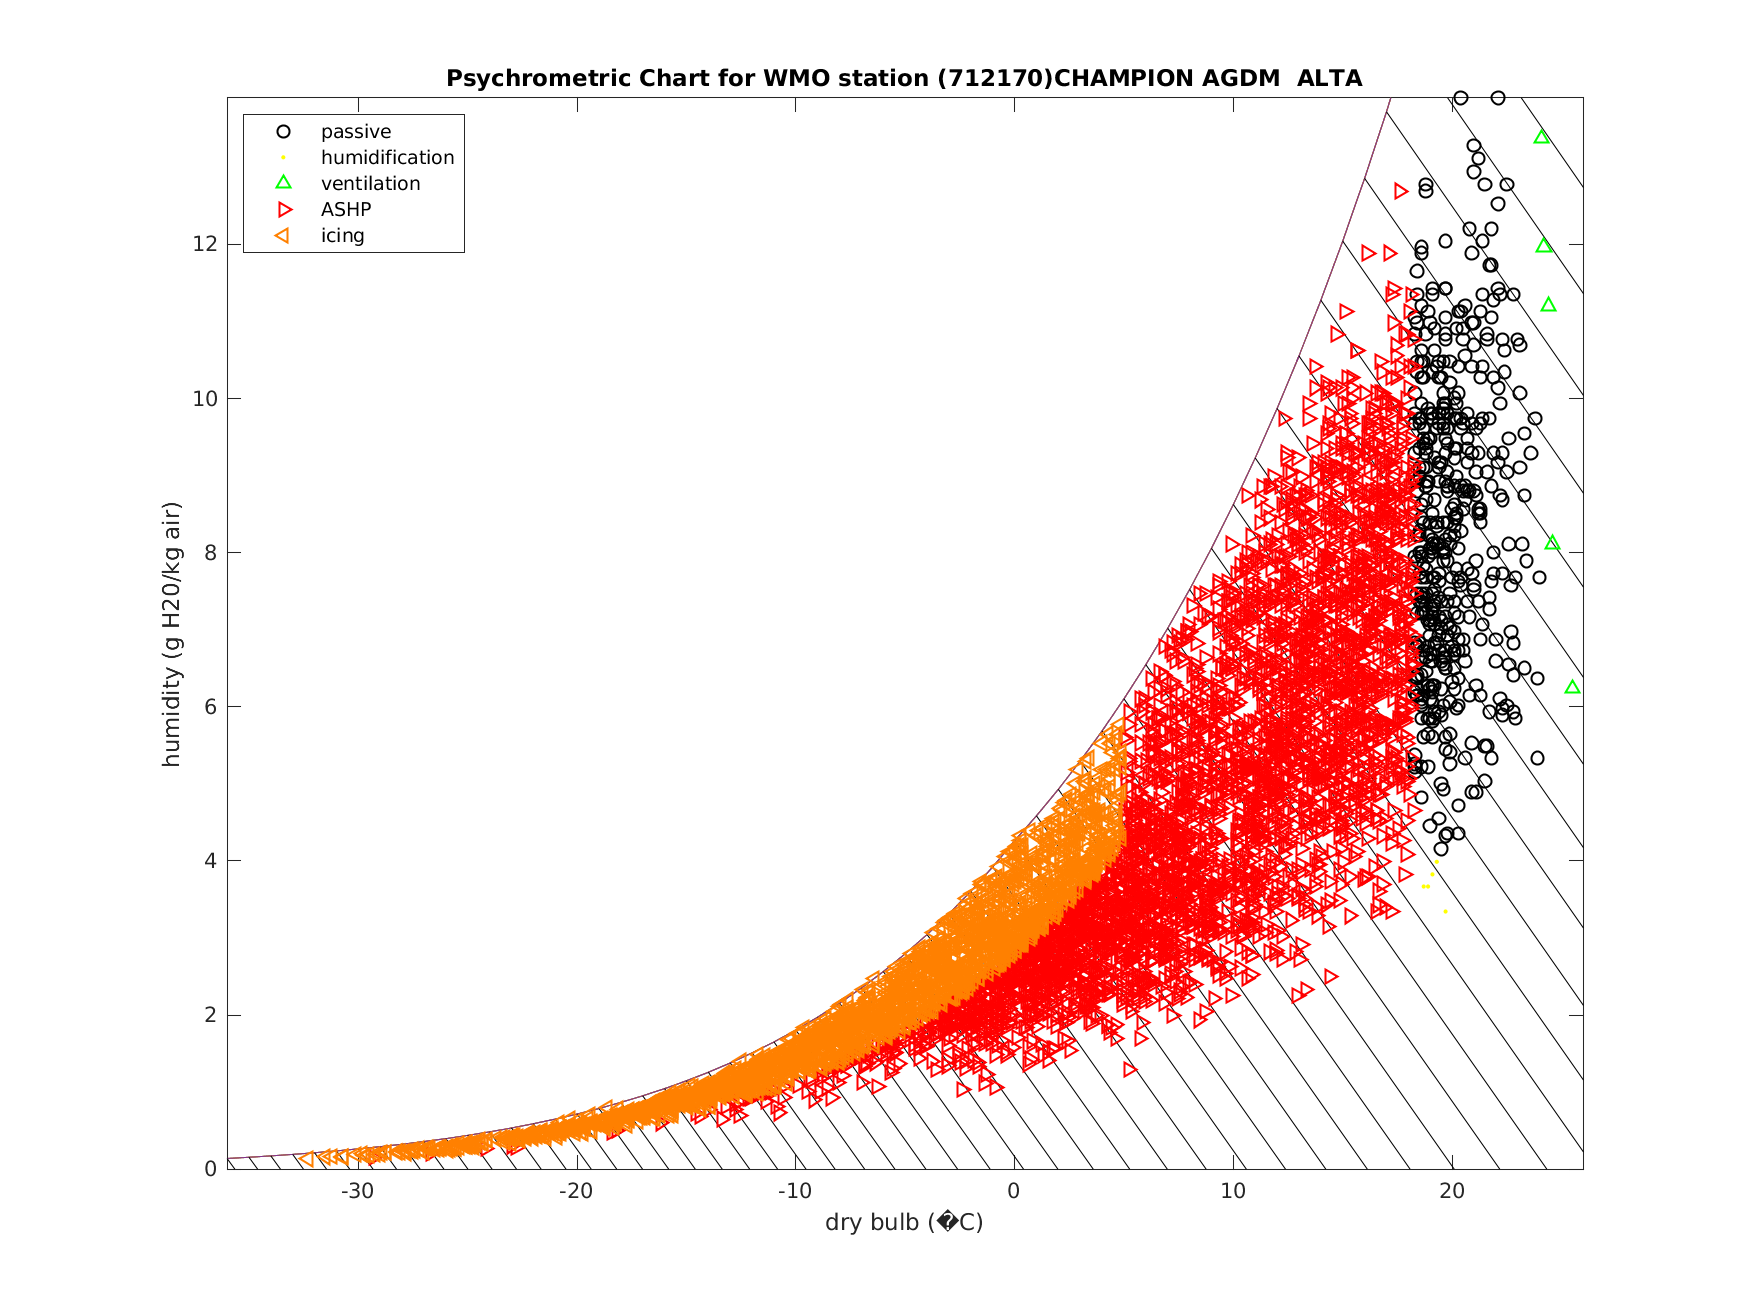 Psychrometric Chart for WMO station (712170)CHAMPION AGDM  ALTA
passive
humidification
ventilation
ASHP
icing
humidity (g H20/kg air)
12
10
8
6
4
2
0
-30 -20 -10 0 10 20
dry bulb (�C)